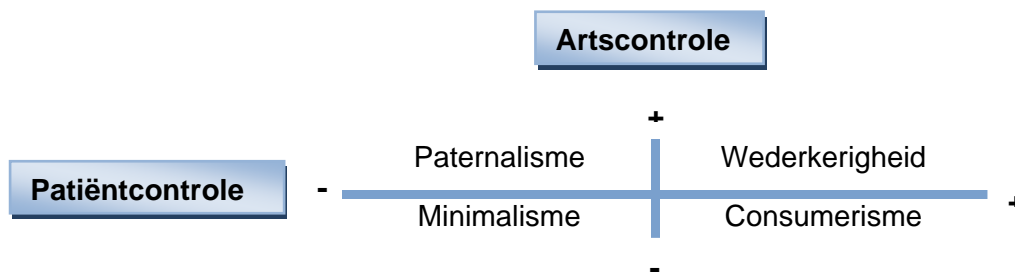 Artscontrole
+
Paternalisme Wederkerigheid
Patiëntcontrole - +
Minimalisme Consumerisme
-